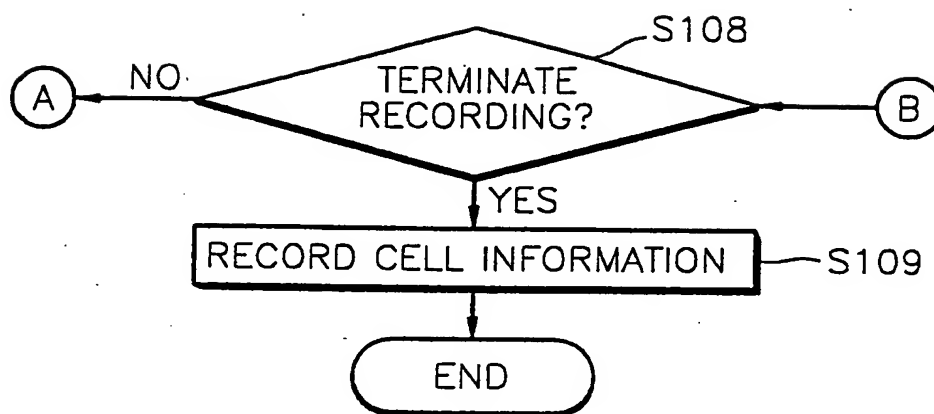 S108
A
NO
TERMINATE
RECORDING?
B
YES
RECORD CELL INFORMATION
S109
END